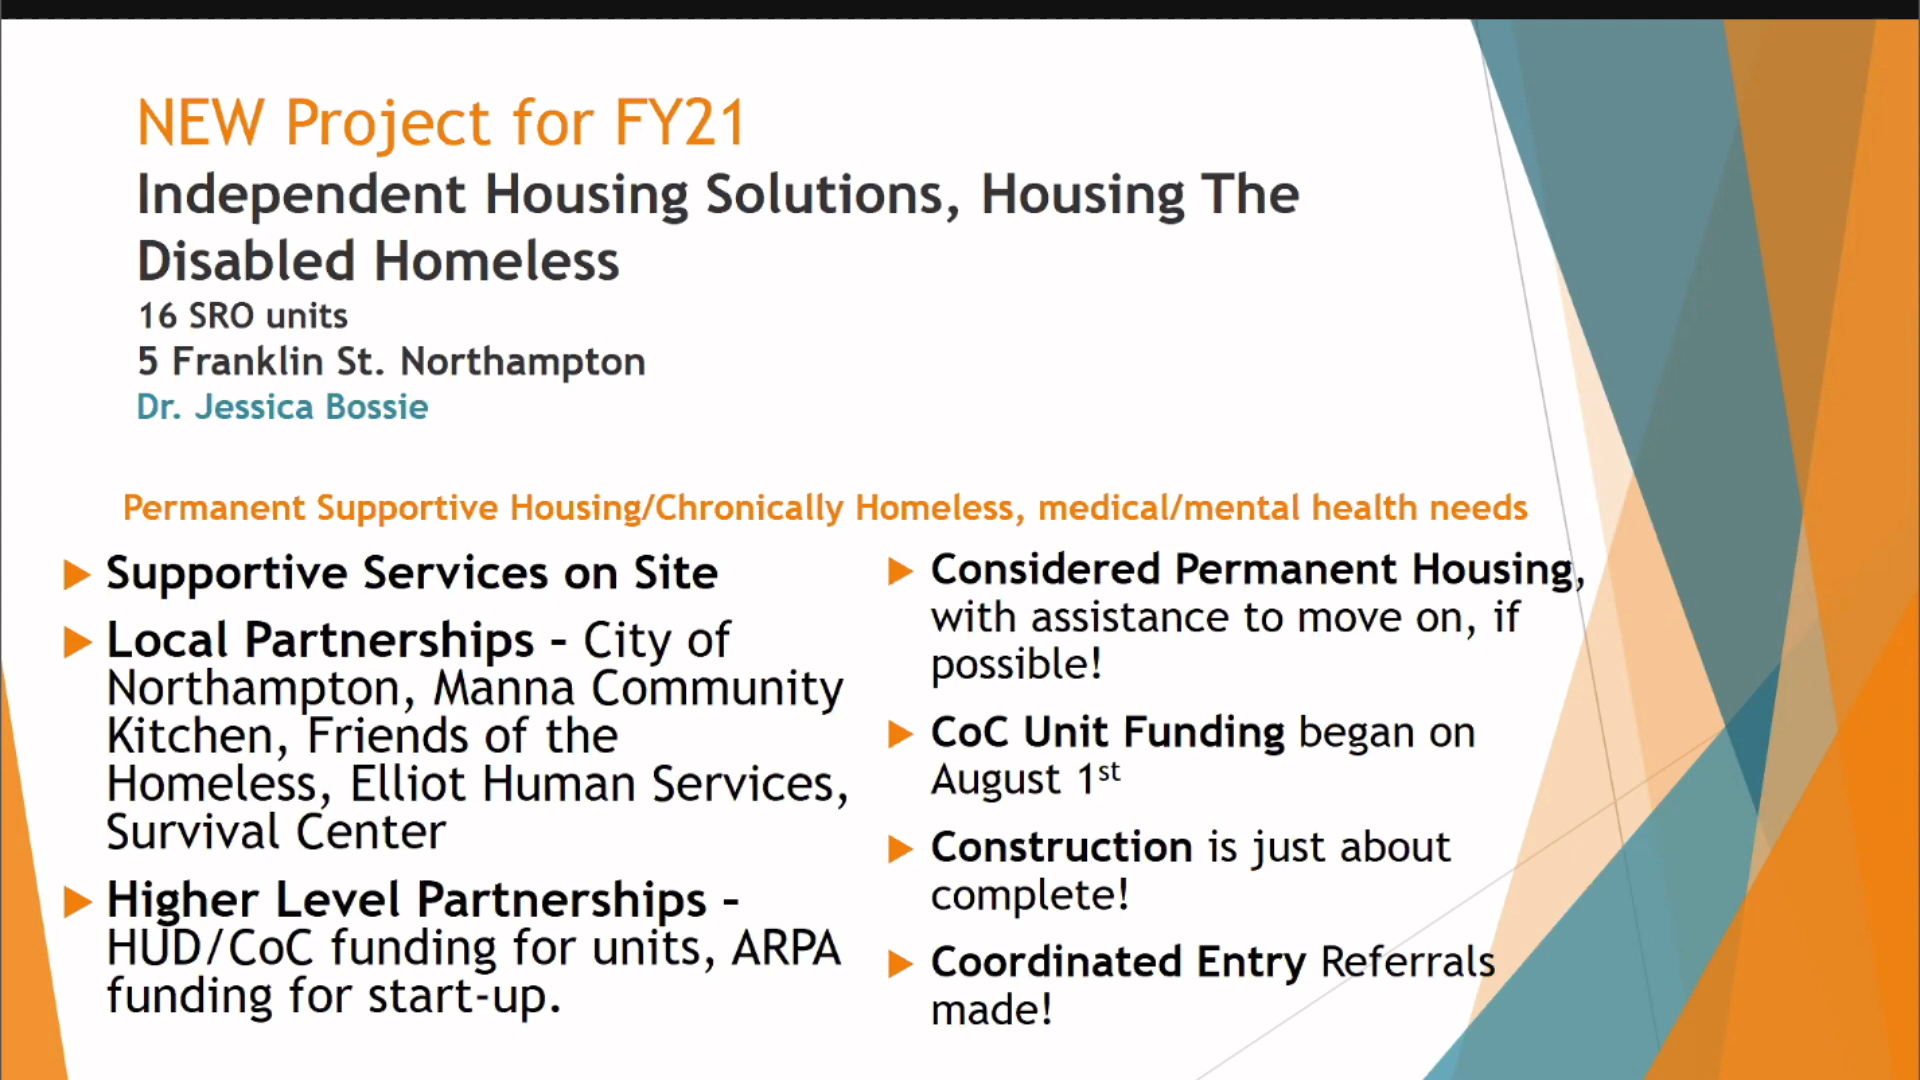 NEW Project for FY21
Independent Housing Solutions, Housing The
Disabled Homeless
16 SRO units
5 Franklin St. Northampton
Dr. Jessica Bossie
Permanent Supportive Housing/Chronically Homeless, medical/mental health needs
Supportive Services on Site
Local Partnerships – City of
Northampton, Manna Community
Kitchen, Friends of the
Homeless, Elliot Human Services,
Survival Center
Higher Level Partnerships –
HUD/CoC funding for units, ARPA
funding for start-up.
Considered Permanent Housing,
with assistance to move on, if
possible!
CoC Unit Funding began on
August 1st
Construction is just about
complete!
Coordinated Entry Referrals
made!